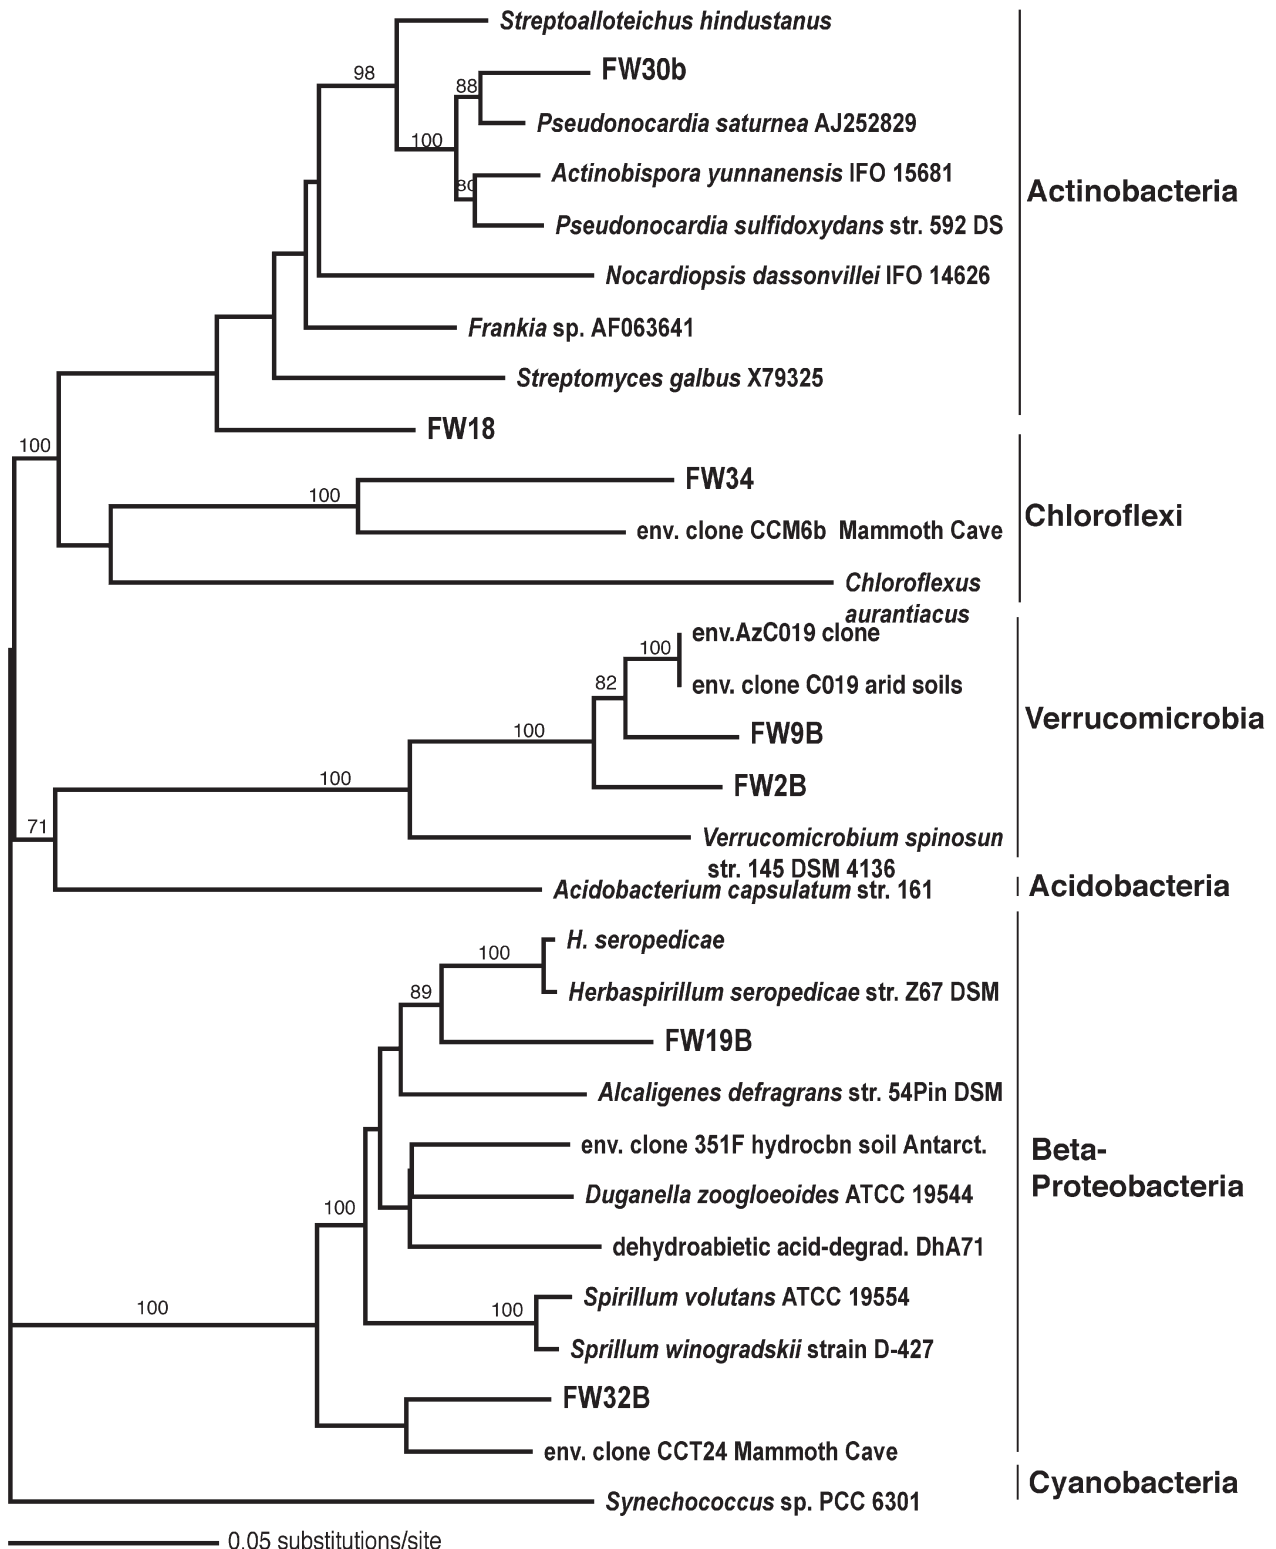 Streptoalloteichus hindustanus
98
FW30b
88
Pseudonocardia saturnea AJ252829
100
Actinobispora yunnanensis IFO 15681
80
Actinobacteria
Pseudonocardia sulfidoxydans str. 592 DS
Nocardiopsis dassonvillei IFO 14626
Frankia sp. AF063641
Streptomyces galbus X79325
FW18
100
FW34
100
Chloroflexi
env. clone CCM6b Mammoth Cave
Chloroflexus
aurantiacus
env.AzC019 clone
100
env. clone C019 arid soils
82
Verrucomicrobia
FW9B
100
FW2B
100
71
Verrucomicrobium spinosun
str. 145 DSM 4136
Acidobacterium capsulatum str. 161
Acidobacteria
H. seropedicae
100
Herbaspirillum seropedicae str. Z67 DSM
89
FW19B
Alcaligenes defragrans str. 54Pin DSM
env. clone 351F hydrocbn soil Antarct.
Beta-
Proteobacteria
Duganella zoogloeoides ATCC 19544
100
dehydroabietic acid-degrad. DhA71
Spirillum volutans ATCC 19554
100
100
Sprillum winogradskii strain D-427
FW32B
env. clone CCT24 Mammoth Cave
Cyanobacteria
Synechococcus sp. PCC 6301
0.05 substitutions/site